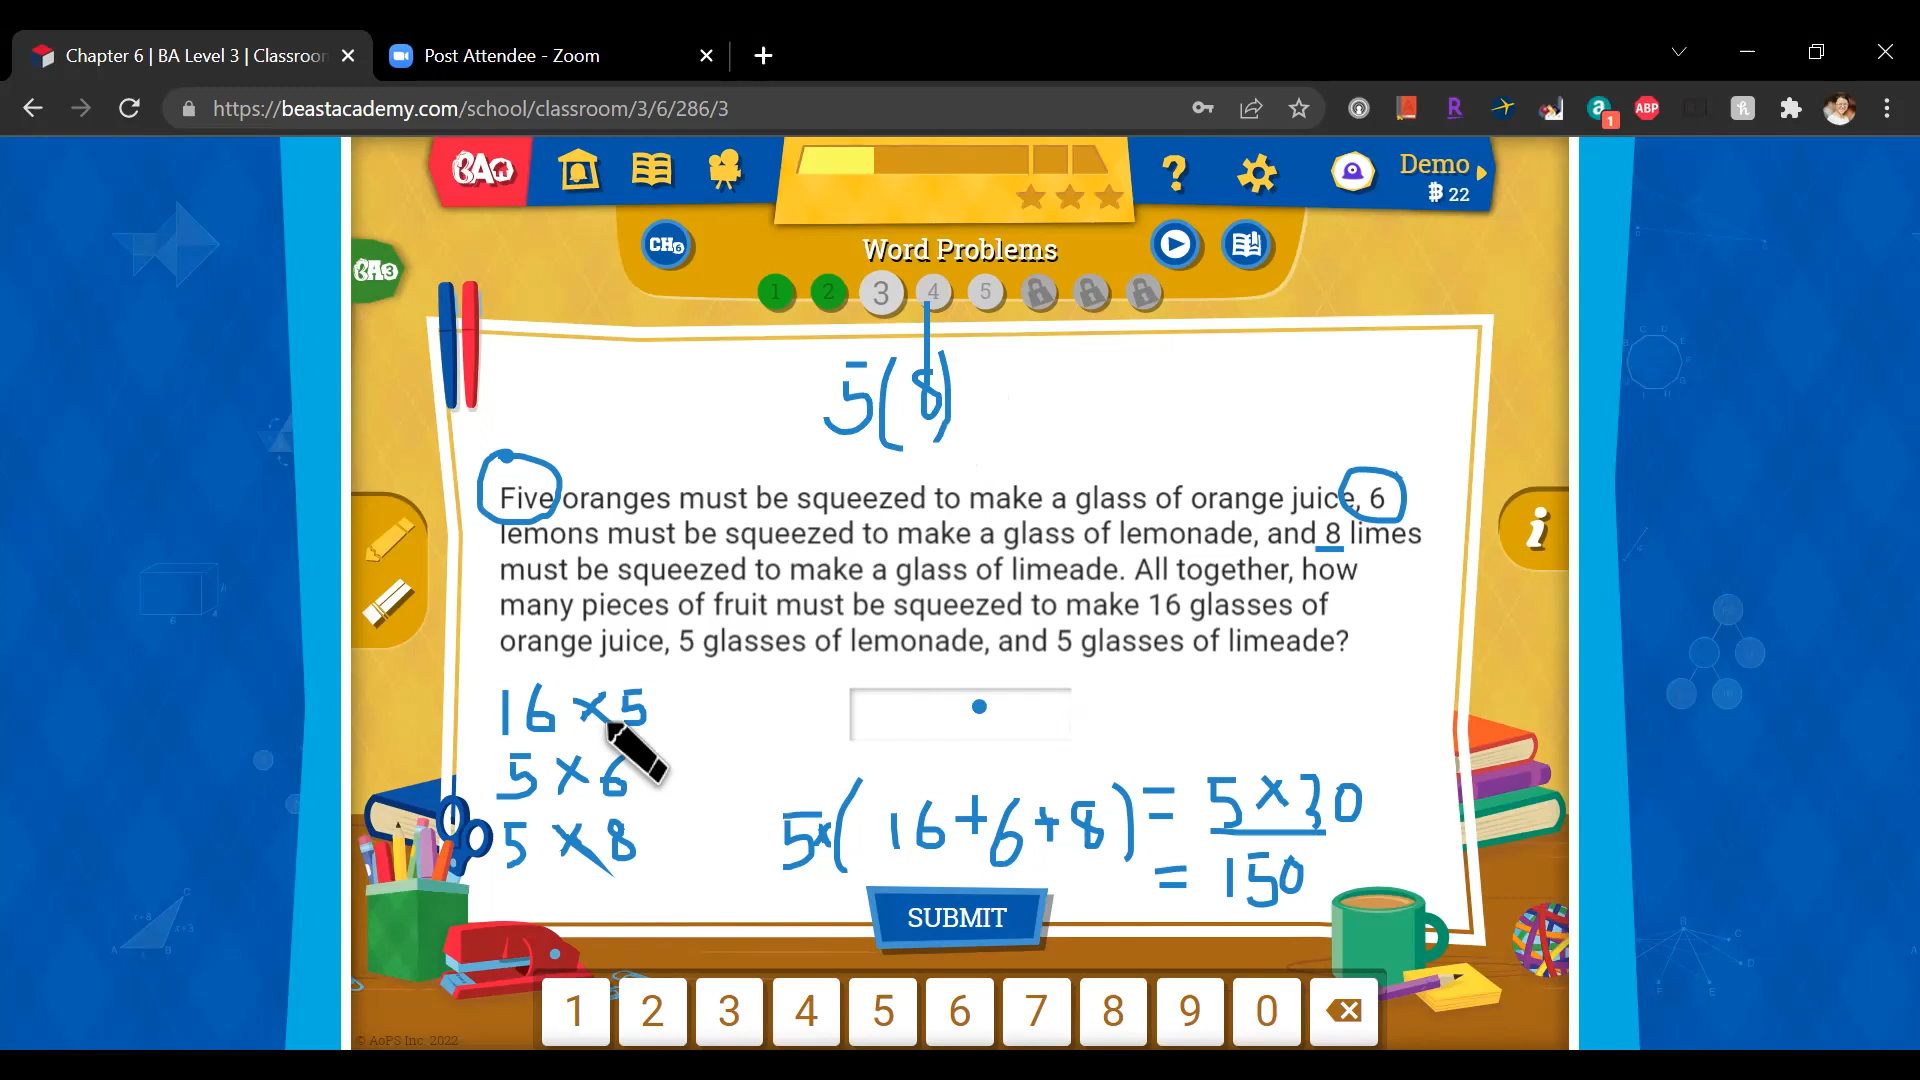 Chapter 6 | BA Level 3 | Classroom
Post Attendee - Zoom
https://beastacademy.com/school/classroom/3/6/286/3
R
a
1
ABP
h
BA
?
Demo
22
BA3
CH6
Word Problems
1 2 3 4 5
5(8)
Five oranges must be squeezed to make a glass of orange juice, 6
lemons must be squeezed to make a glass of lemonade, and 8 limes
must be squeezed to make a glass of limeade. All together, how
many pieces of fruit must be squeezed to make 16 glasses of
orange juice, 5 glasses of lemonade, and 5 glasses of limeade?
i
16 × 5
5 × 6
5 × 8
5×(16+6+8) = 5 × 30
= 150
SUBMIT
1 2 3 4 5 6 7 8 9 0
© AoPS Inc. 2022